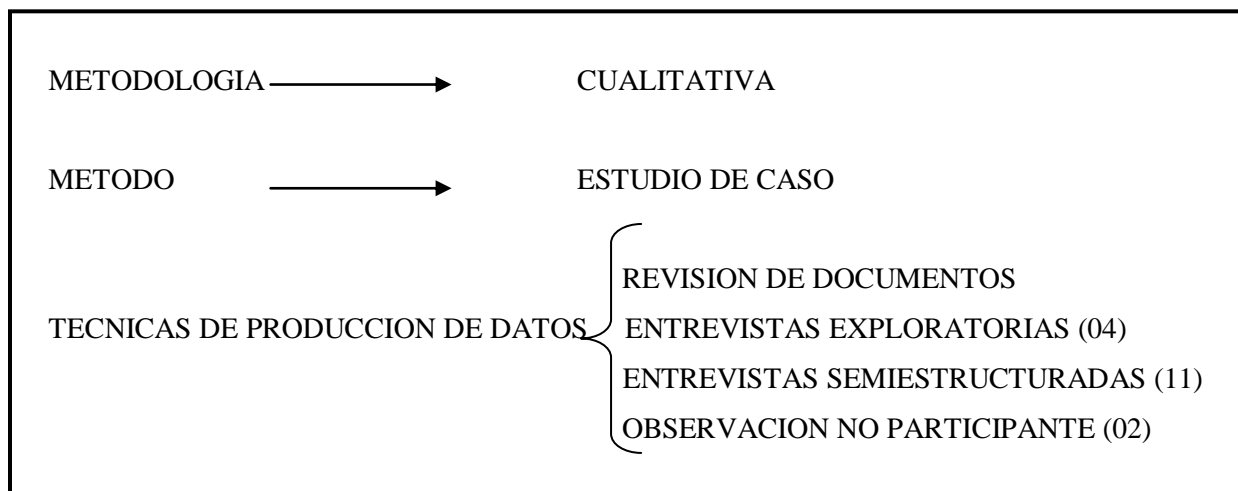 METODOLOGIA CUALITATIVA
METODO ESTUDIO DE CASO
REVISION DE DOCUMENTOS
TECNICAS DE PRODUCCION DE DATOS ENTREVISTAS EXPLORATORIAS (04)
ENTREVISTAS SEMIESTRUCTURADAS (11)
OBSERVACION NO PARTICIPANTE (02)